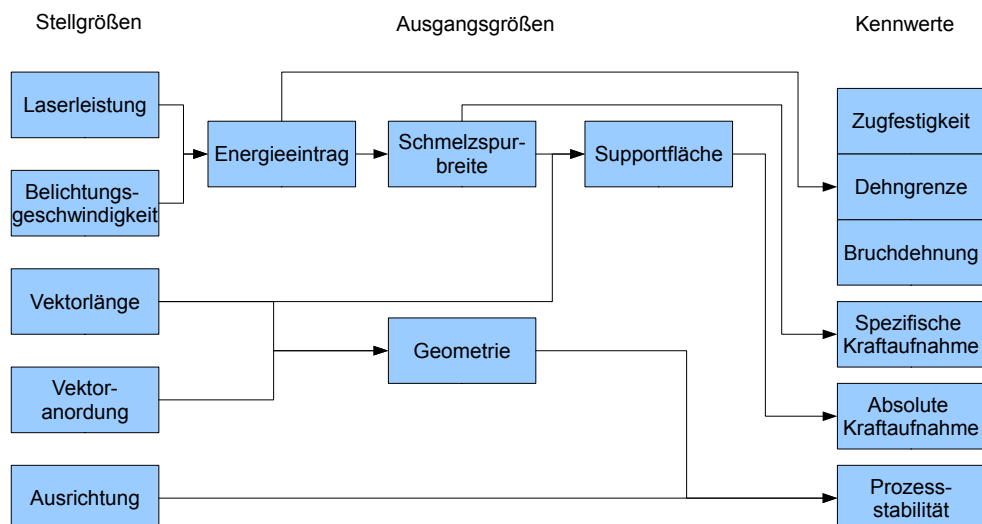 Stellgrößen
Ausgangsgrößen
Kennwerte
Laserleistung
Belichtungs-
geschwindigkeit
Vektorlänge
Vektor-
anordung
Ausrichtung
Energieeintrag
Schmelzspur-
breite
Supportfläche
Geometrie
Zugfestigkeit
Dehngrenze
Bruchdehnung
Spezifische
Kraftaufnahme
Absolute
Kraftaufnahme
Prozess-
stabilität